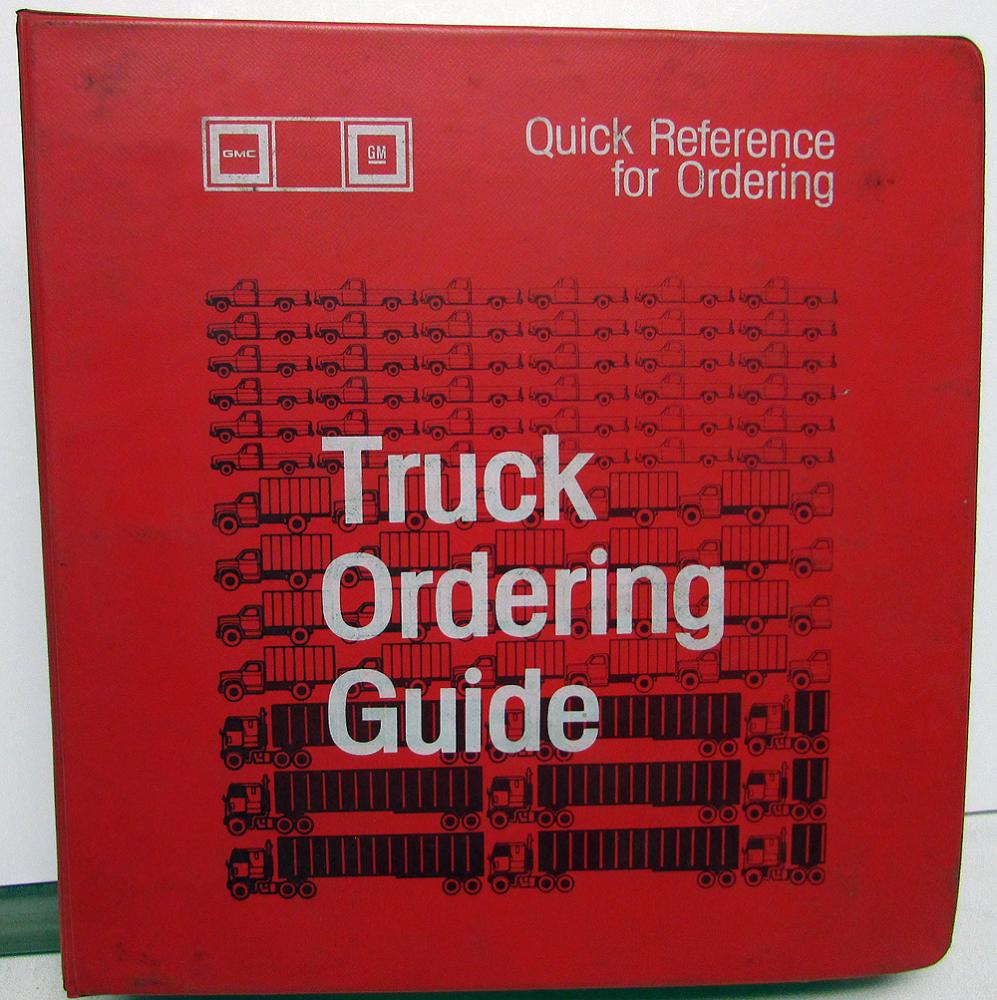 GMC
GM
Quick Reference
for Ordering
Truck
Ordering
Guide